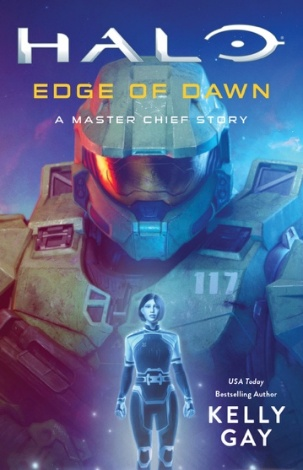 HALO
EDGE OF DAWN
A MASTER CHIEF STORY
117
USA Today
Bestselling Author
KELLY
GAY